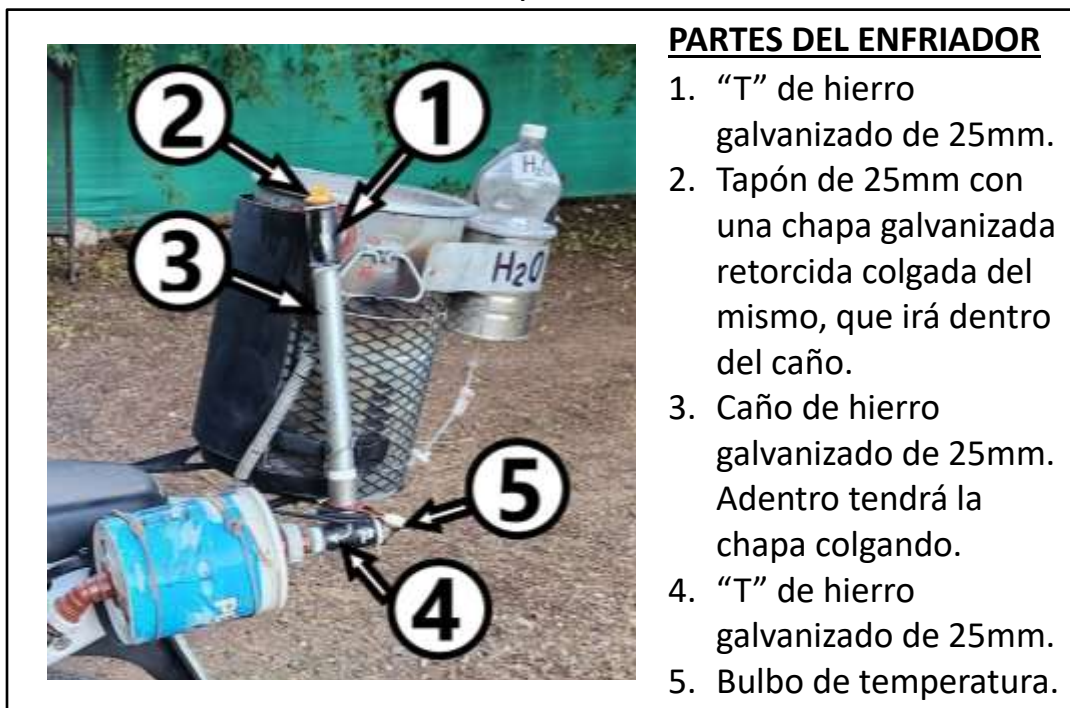 PARTES DEL ENFRIADOR
1. “T” de hierro
galvanizado de 25mm.
2. Tapón de 25mm con
una chapa galvanizada
retorcida colgada del
mismo, que irá dentro
del caño.
3. Caño de hierro
galvanizado de 25mm.
Adentro tendrá la
chapa colgando.
4. “T” de hierro
galvanizado de 25mm.
5. Bulbo de temperatura.
2
1
3
5
4
H2O